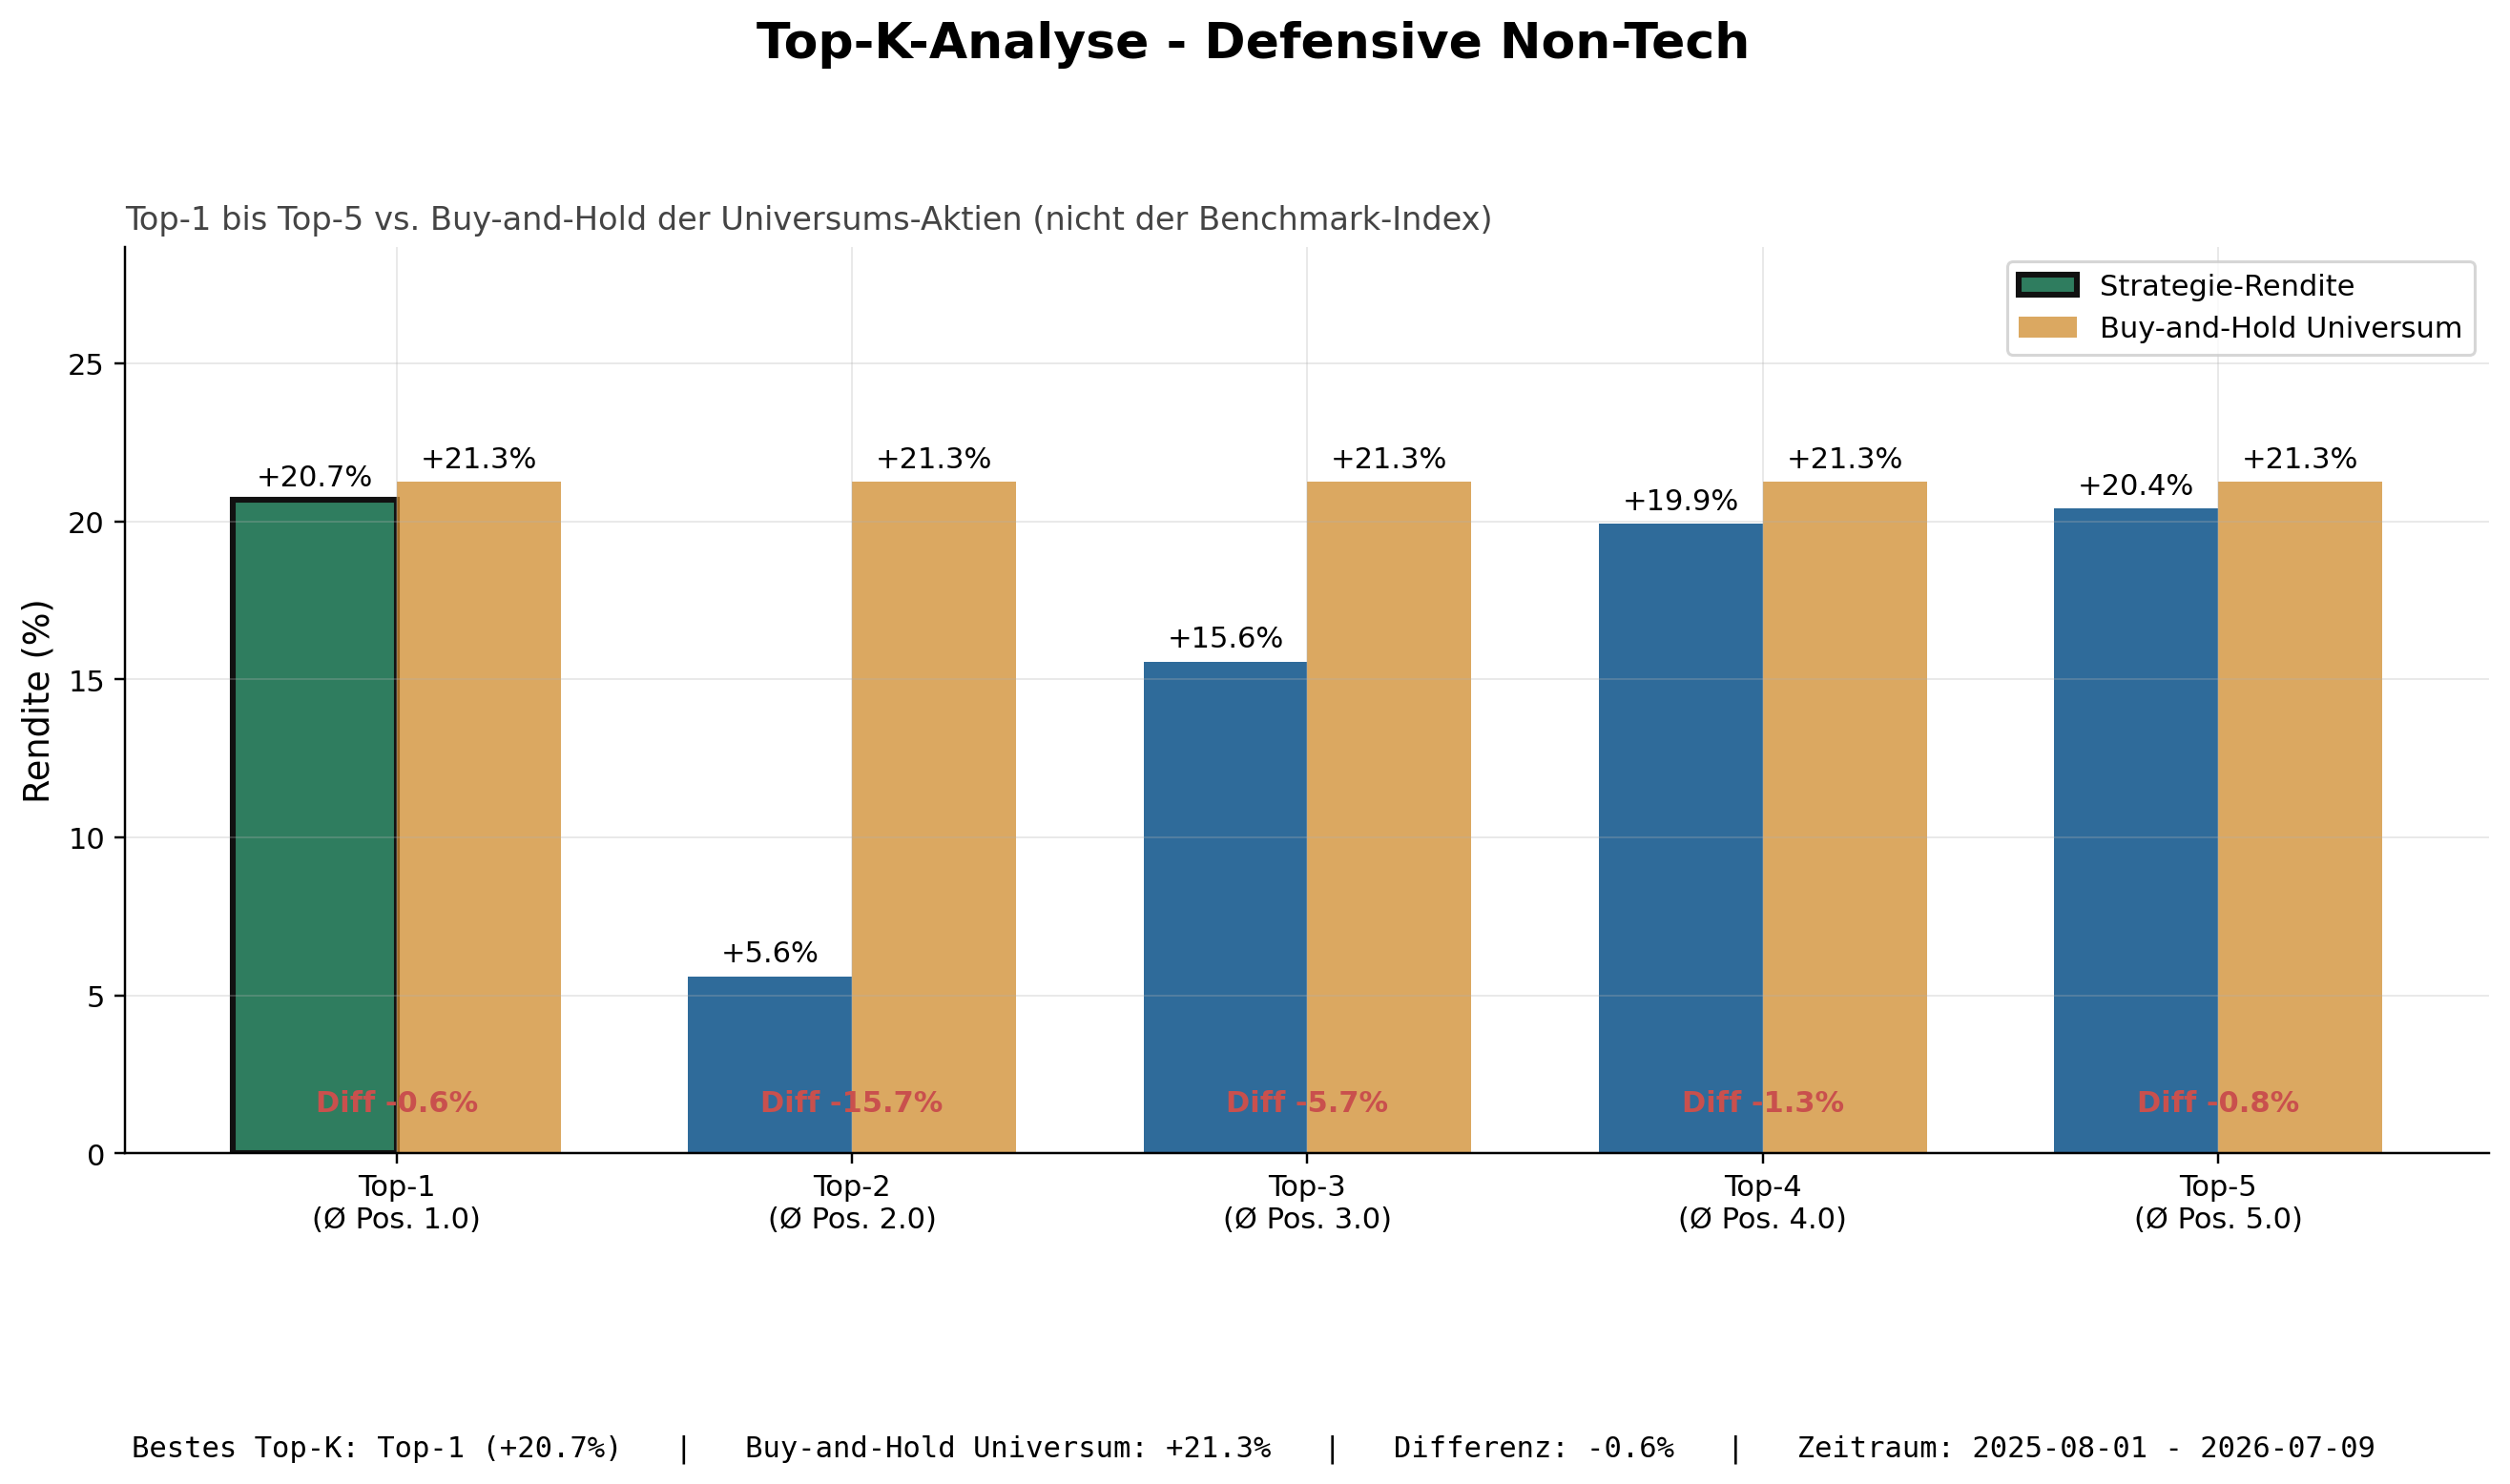 Top-K-Analyse - Defensive Non-Tech
Top-1 bis Top-5 vs. Buy-and-Hold der Universums-Aktien (nicht der Benchmark-Index)
Strategie-Rendite
Buy-and-Hold Universum
Rendite (%)
25
20
15
10
5
0
+20.7%
+21.3%
+5.6%
+21.3%
+15.6%
+21.3%
+19.9%
+21.3%
+20.4%
+21.3%
Diff -0.6%
Diff -15.7%
Diff -5.7%
Diff -1.3%
Diff -0.8%
Top-1
(Ø Pos. 1.0)
Top-2
(Ø Pos. 2.0)
Top-3
(Ø Pos. 3.0)
Top-4
(Ø Pos. 4.0)
Top-5
(Ø Pos. 5.0)
Bestes Top-K: Top-1 (+20.7%) | Buy-and-Hold Universum: +21.3% | Differenz: -0.6% | Zeitraum: 2025-08-01 - 2026-07-09